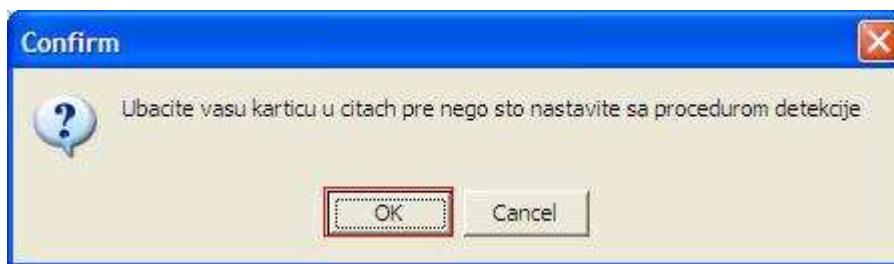 Confirm
Ubacite vasu karticu u citach pre nego sto nastavite sa procedurom detekcije
OK Cancel